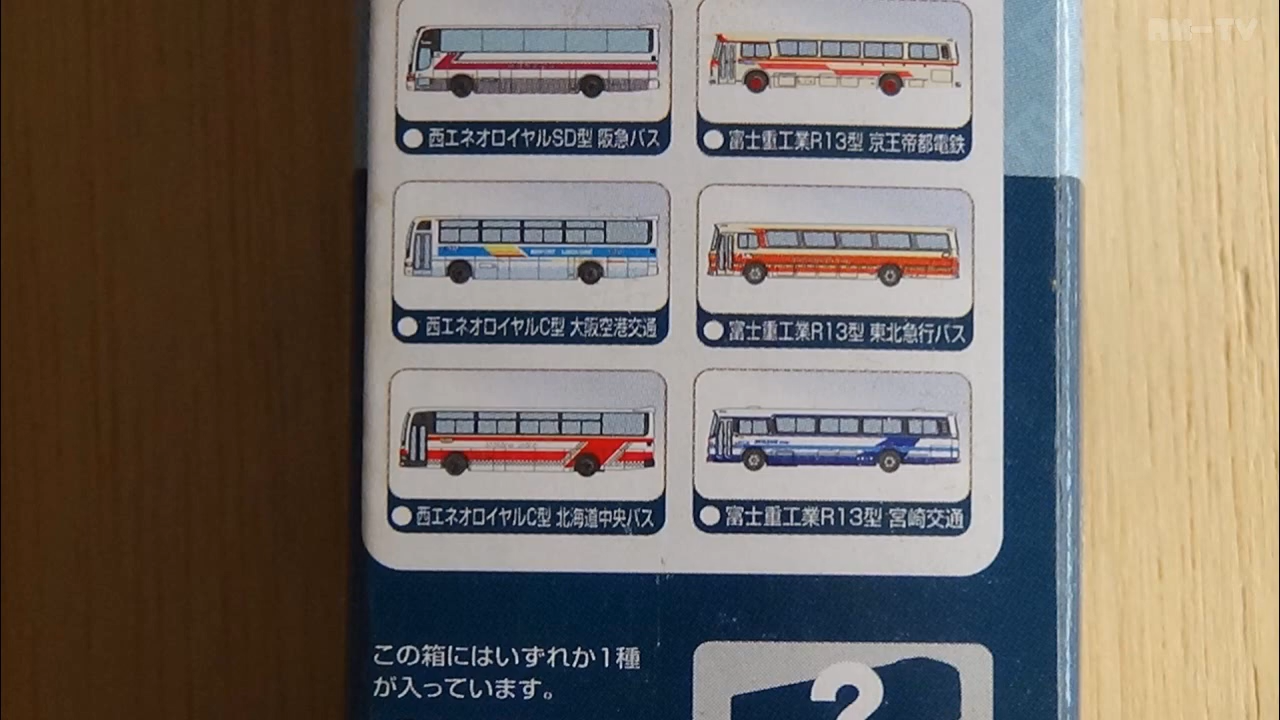 RK-TV
●西エネオロイヤルSD型 阪急バス
●富士重工業R13型 京王帝都電鉄
●西エネオロイヤルC型 大阪空港交通
●富士重工業R13型 東北急行バス
●西エネオロイヤルC型 北海道中央バス
●富士重工業R13型 宮崎交通
この箱にはいずれか1種
が入っています。
?